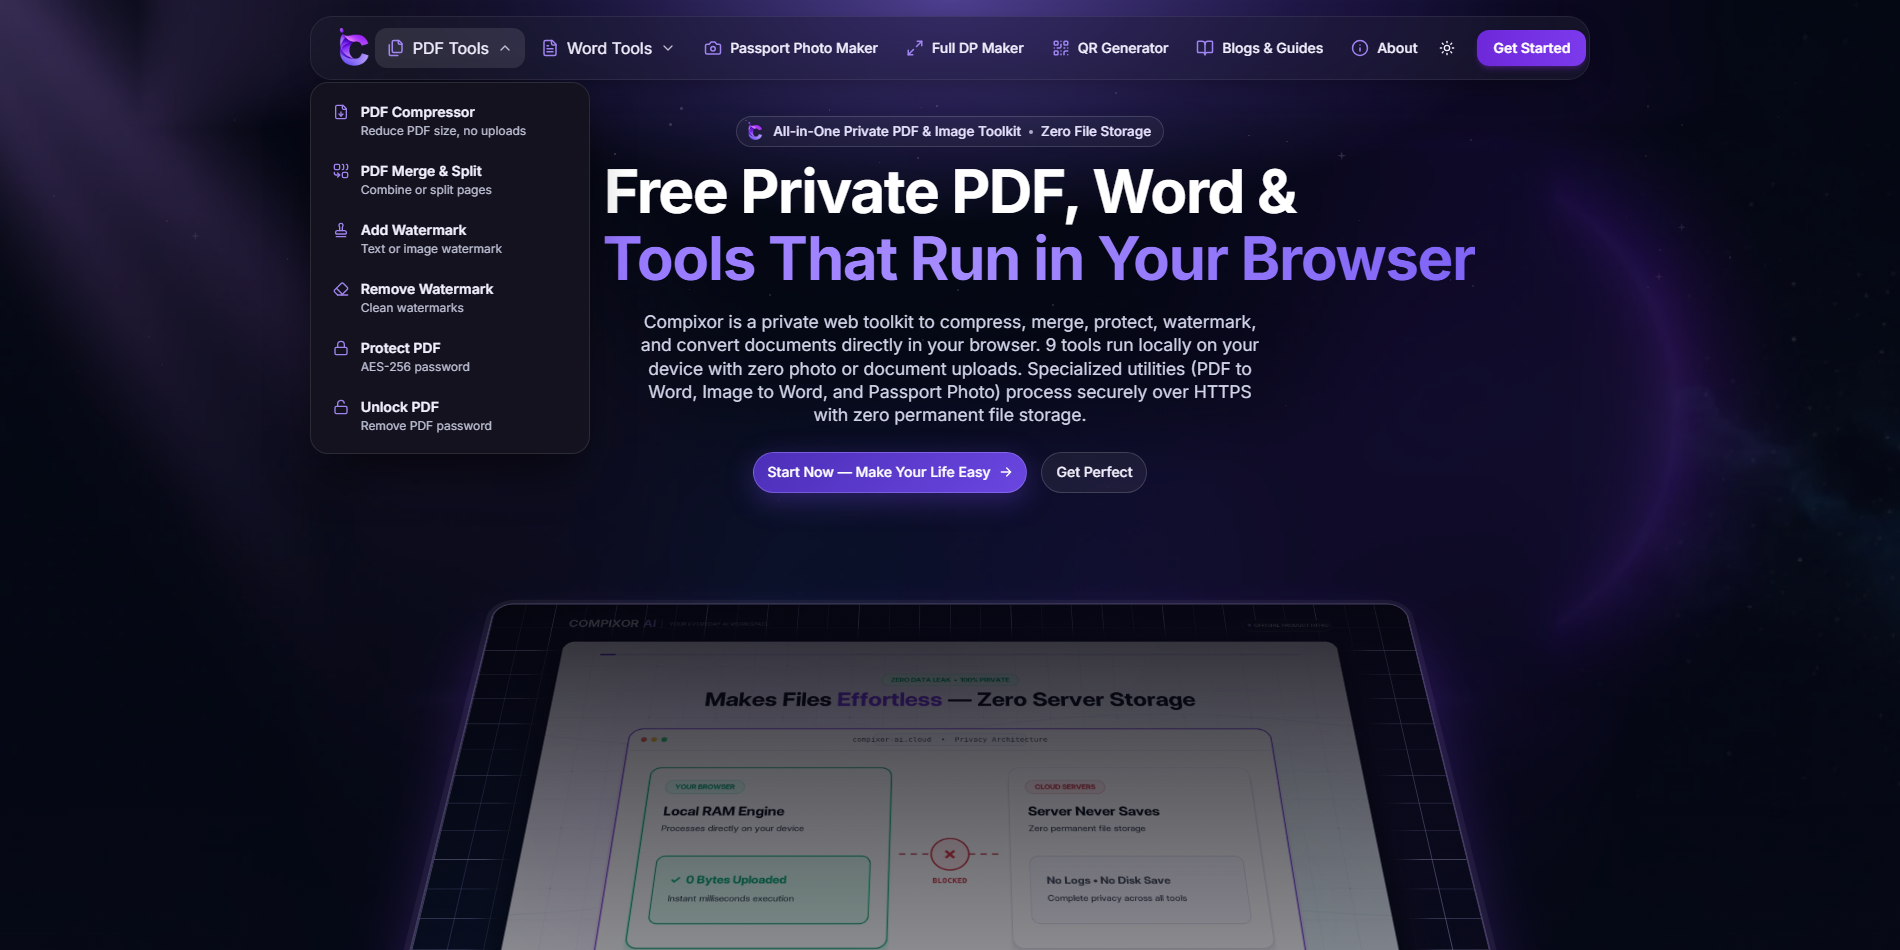 PDF Tools
Word Tools
Passport Photo Maker
Full DP Maker
QR Generator
Blogs & Guides
About
Get Started
PDF Compressor
Reduce PDF size, no uploads
PDF Merge & Split
Combine or split pages
Add Watermark
Text or image watermark
Remove Watermark
Clean watermarks
Protect PDF
AES-256 password
Unlock PDF
Remove PDF password
All-in-One Private PDF & Image Toolkit • Zero File Storage
Free Private PDF, Word &
Tools That Run in Your Browser
Compixor is a private web toolkit to compress, merge, protect, watermark,
and convert documents directly in your browser. 9 tools run locally on your
device with zero photo or document uploads. Specialized utilities (PDF to
Word, Image to Word, and Passport Photo) process securely over HTTPS
with zero permanent file storage.
Start Now — Make Your Life Easy →
Get Perfect
COMPIXOR AI
ZERO DATA LEAK • 100% PRIVATE
Makes Files Effortless — Zero Server Storage
compixor-ai.cloud • Privacy Architecture
YOUR BROWSER
Local RAM Engine
Processes directly on your device
✓ 0 Bytes Uploaded
Instant milliseconds execution
BLOCKED
CLOUD SERVERS
Server Never Saves
Zero permanent file storage
No Logs • No Disk Save
Complete privacy across all tools